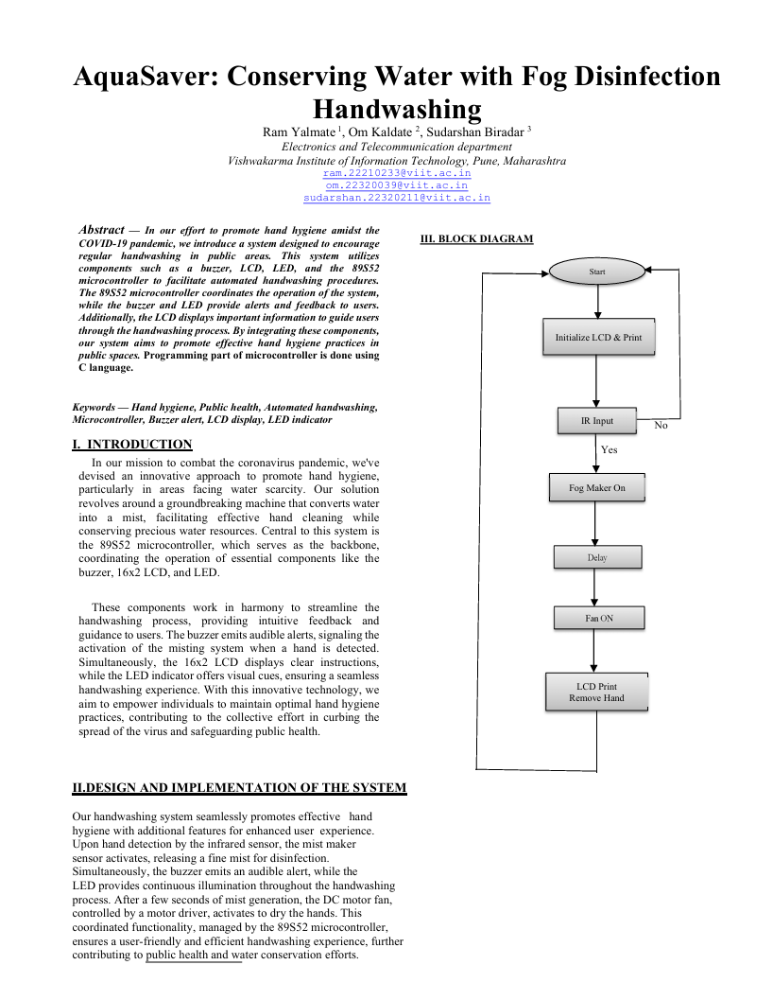 AquaSaver: Conserving Water with Fog Disinfection
Handwashing
Ram Yalmate 1, Om Kaldate 2, Sudarshan Biradar 3
Electronics and Telecommunication department
Vishwakarma Institute of Information Technology, Pune, Maharashtra
ram.22210233@viit.ac.in
om.22320039@viit.ac.in
sudarshan.22320211@viit.ac.in
Abstract — In our effort to promote hand hygiene amidst the
COVID-19 pandemic, we introduce a system designed to encourage
regular handwashing in public areas. This system utilizes
components such as a buzzer, LCD, LED, and the 89S52
microcontroller to facilitate automated handwashing procedures.
The 89S52 microcontroller coordinates the operation of the system,
while the buzzer and LED provide alerts and feedback to users.
Additionally, the LCD displays important information to guide users
through the handwashing process. By integrating these components,
our system aims to promote effective hand hygiene practices in
public spaces. Programming part of microcontroller is done using
C language.
Keywords — Hand hygiene, Public health, Automated handwashing,
Microcontroller, Buzzer alert, LCD display, LED indicator
I. INTRODUCTION
In our mission to combat the coronavirus pandemic, we've
devised an innovative approach to promote hand hygiene,
particularly in areas facing water scarcity. Our solution
revolves around a groundbreaking machine that converts water
into a mist, facilitating effective hand cleaning while
conserving precious water resources. Central to this system is
the 89S52 microcontroller, which serves as the backbone,
coordinating the operation of essential components like the
buzzer, 16x2 LCD, and LED.
These components work in harmony to streamline the
handwashing process, providing intuitive feedback and
guidance to users. The buzzer emits audible alerts, signaling the
activation of the misting system when a hand is detected.
Simultaneously, the 16x2 LCD displays clear instructions,
while the LED indicator offers visual cues, ensuring a seamless
handwashing experience. With this innovative technology, we
aim to empower individuals to maintain optimal hand hygiene
practices, contributing to the collective effort in curbing the
spread of the virus and safeguarding public health.
II.DESIGN AND IMPLEMENTATION OF THE SYSTEM
Our handwashing system seamlessly promotes effective hand
hygiene with additional features for enhanced user experience.
Upon hand detection by the infrared sensor, the mist maker
sensor activates, releasing a fine mist for disinfection.
Simultaneously, the buzzer emits an audible alert, while the
LED provides continuous illumination throughout the handwashing
process. After a few seconds of mist generation, the DC motor fan,
controlled by a motor driver, activates to dry the hands. This
coordinated functionality, managed by the 89S52 microcontroller,
ensures a user-friendly and efficient handwashing experience, further
contributing to public health and water conservation efforts.
III. BLOCK DIAGRAM
Start
Initialize LCD & Print
IR Input
No
Yes
Fog Maker On
Delay
Fan ON
LCD Print
Remove Hand